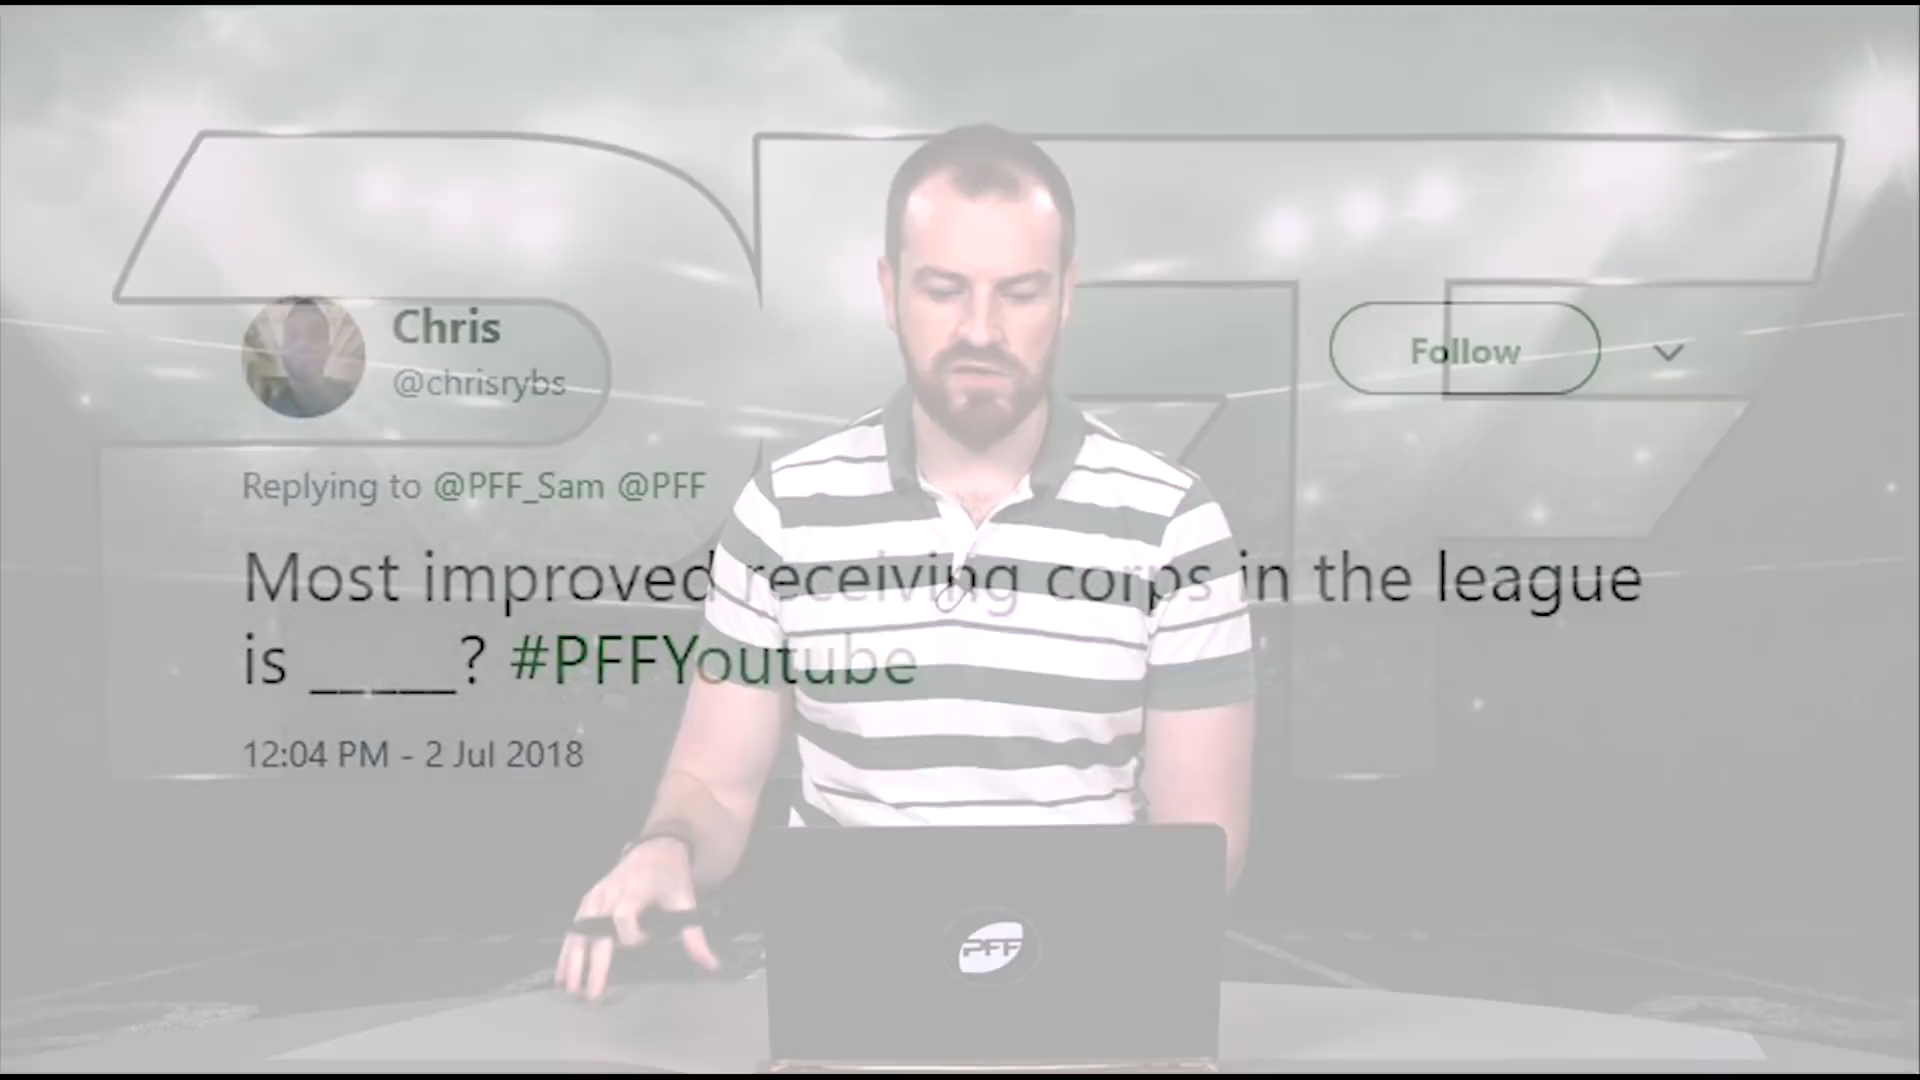 Chris
@chrisrybs
Follow
Replying to @PFF_Sam @PFF
Most improved receiving corps in the league
is _____? #PFFYoutube
12:04 PM - 2 Jul 2018
PFF